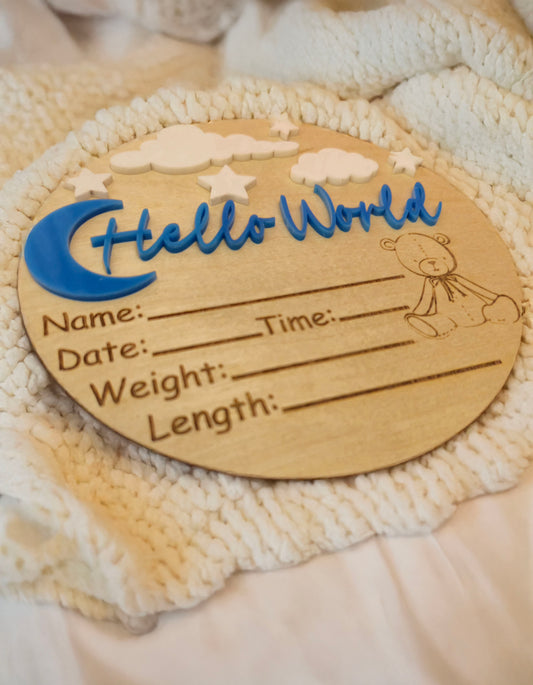 Hello World
Name:
Date: Time:
Weight:
Length: